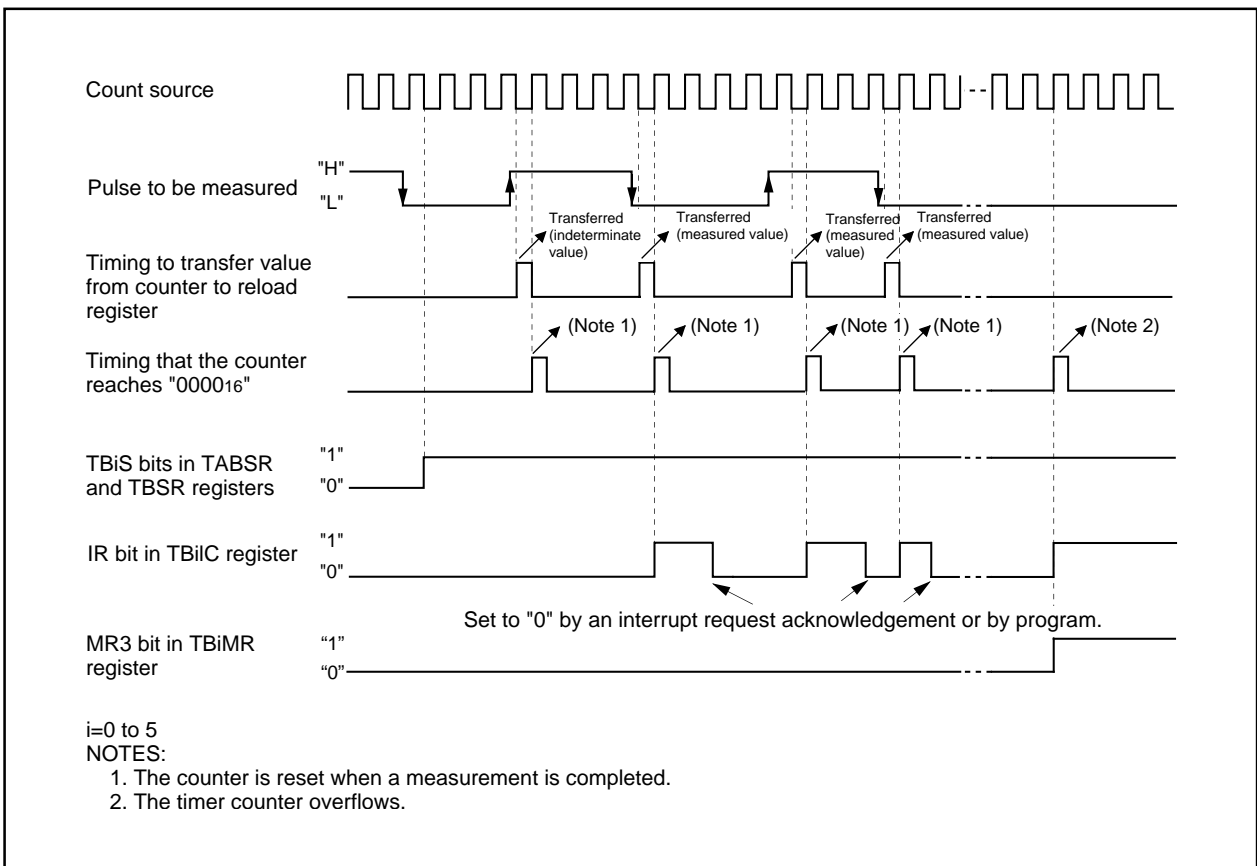 Count source
Pulse to be measured
"H"
"L"
Transferred
(indeterminate
value)
Transferred
(measured value)
Transferred
(measured
value)
Transferred
(measured value)
Timing to transfer value
from counter to reload
register
(Note 1)
(Note 1)
(Note 1)
(Note 1)
(Note 2)
Timing that the counter
reaches "000016"
TBiS bits in TABSR
and TBSR registers
"1"
"0"
IR bit in TBiIC register
"1"
"0"
Set to "0" by an interrupt request acknowledgement or by program.
MR3 bit in TBiMR
register
“1”
“0”
i=0 to 5
NOTES:
1. The counter is reset when a measurement is completed.
2. The timer counter overflows.